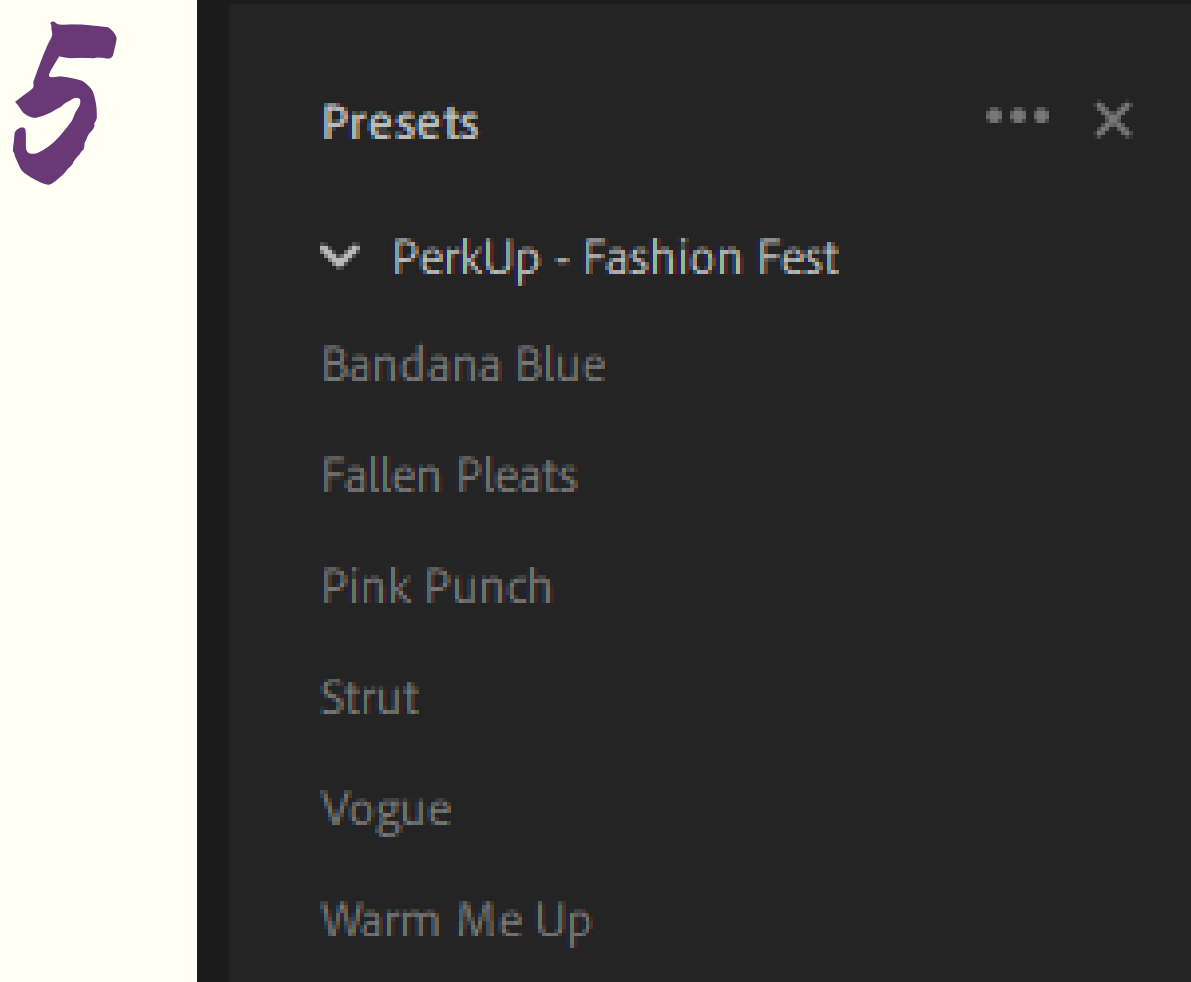 5
Presets
PerkUp - Fashion Fest
Bandana Blue
Fallen Pleats
Pink Punch
Strut
Vogue
Warm Me Up